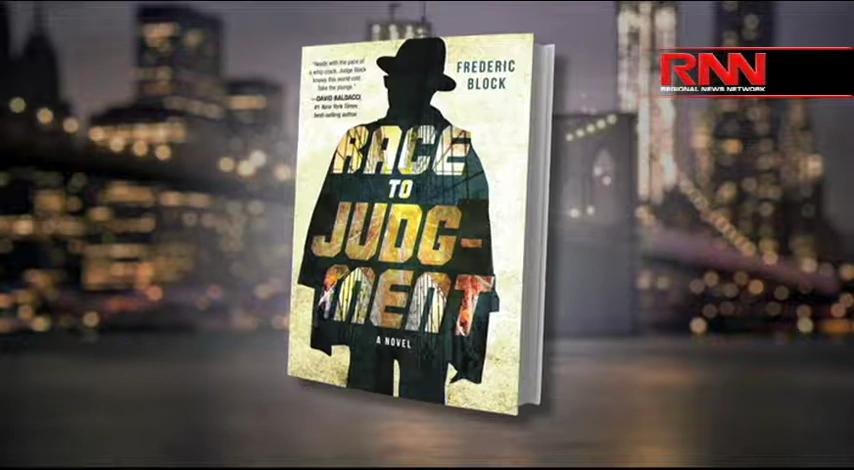 "Reads with the pace of
a whip crack. Judge Block
knows this world cold.
Take the plunge."
—DAVID BALDACCI
#1 New York Times
best-selling author
FREDERIC
BLOCK
RACE
TO
JUDG-
MENT
A NOVEL
RNN
REGIONAL NEWS NETWORK